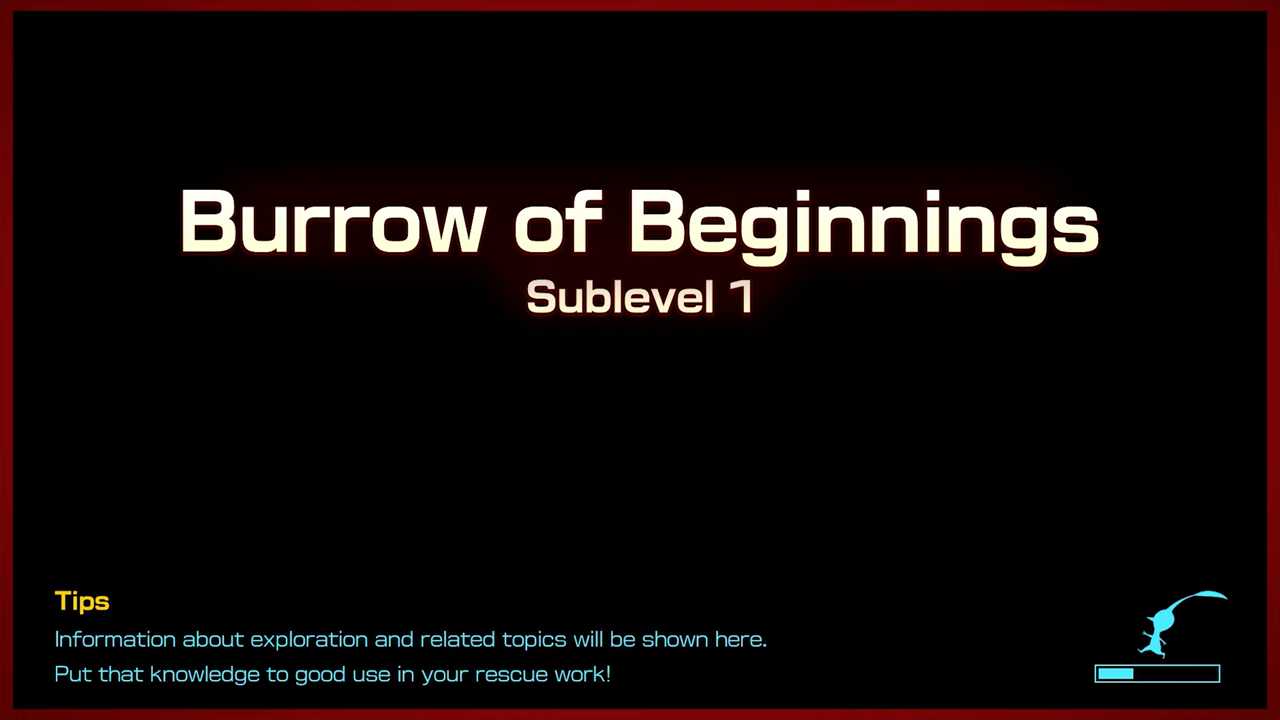 Burrow of Beginnings
Sublevel 1
Tips
Information about exploration and related topics will be shown here.
Put that knowledge to good use in your rescue work!